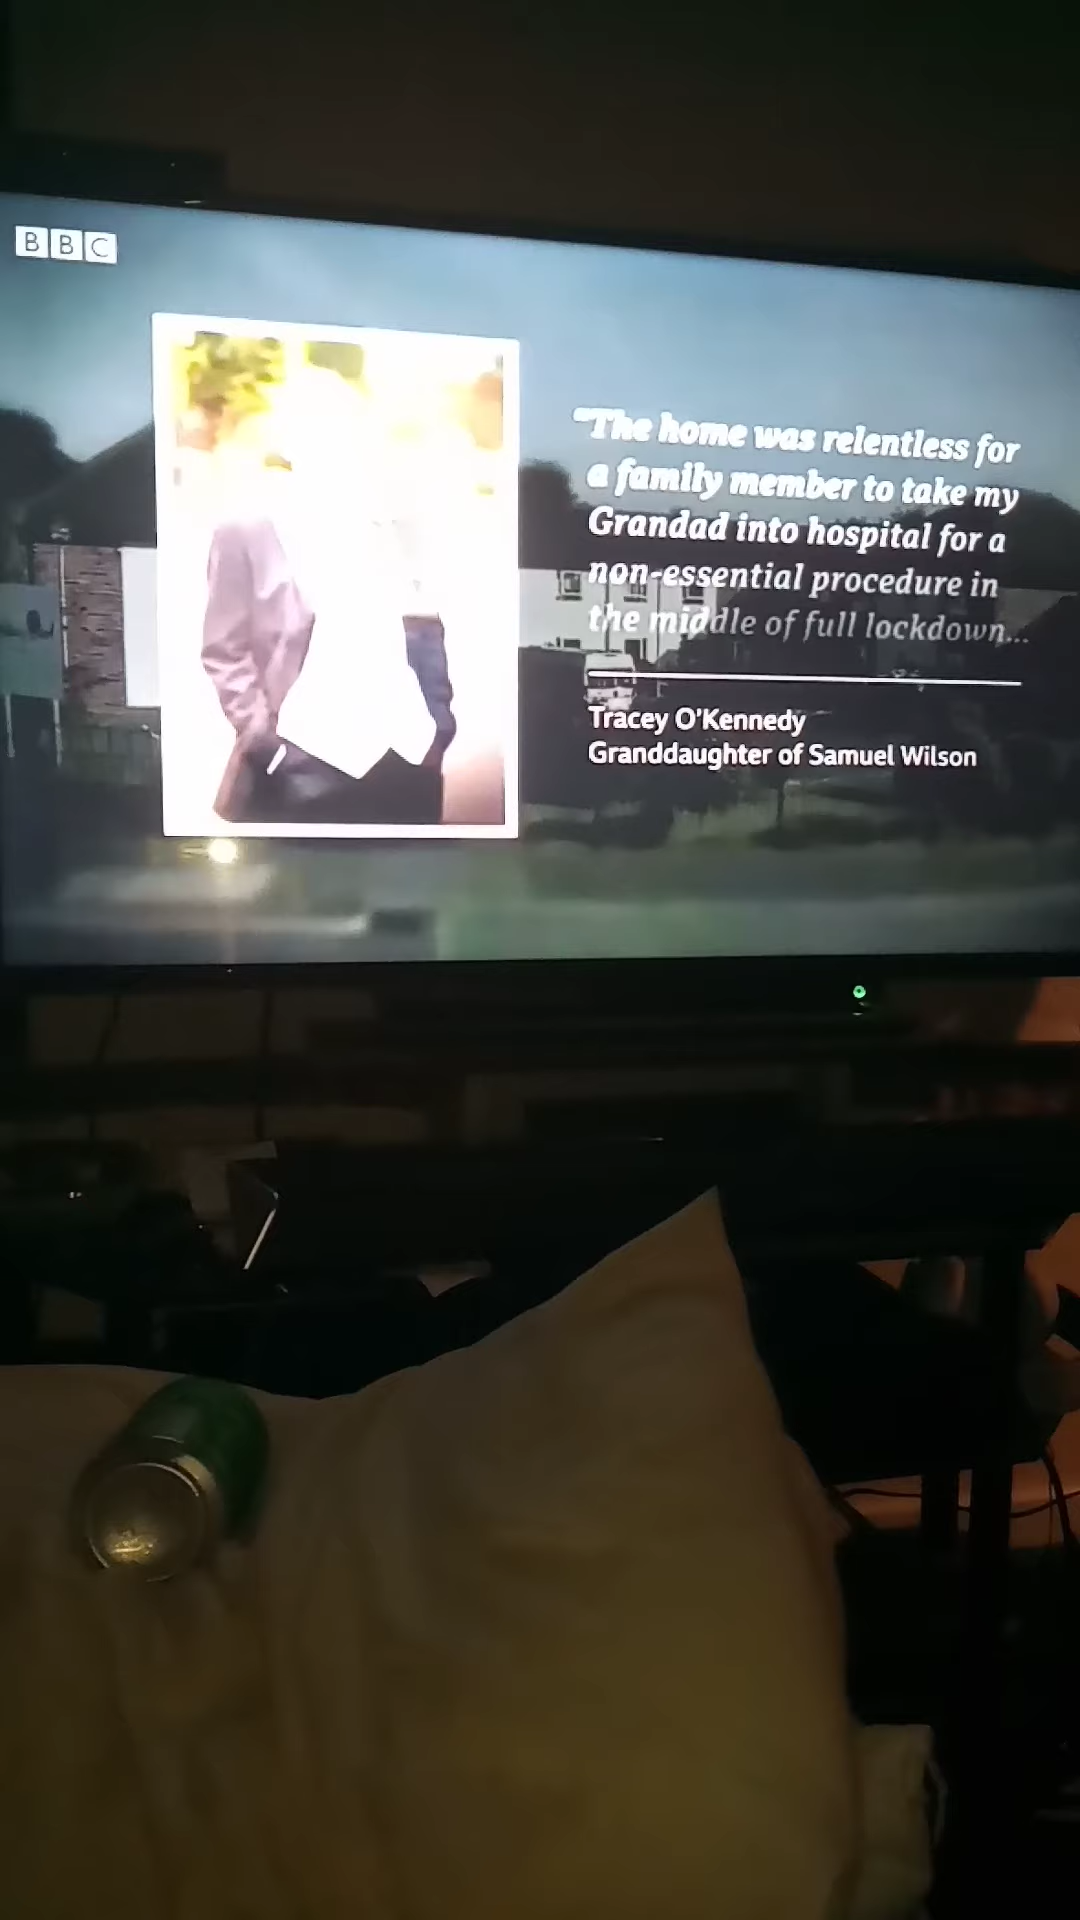 BBC
"The home was relentless for
a family member to take my
Grandad into hospital for a
non-essential procedure in
the middle of full lockdown...
Tracey O'Kennedy
Granddaughter of Samuel Wilson